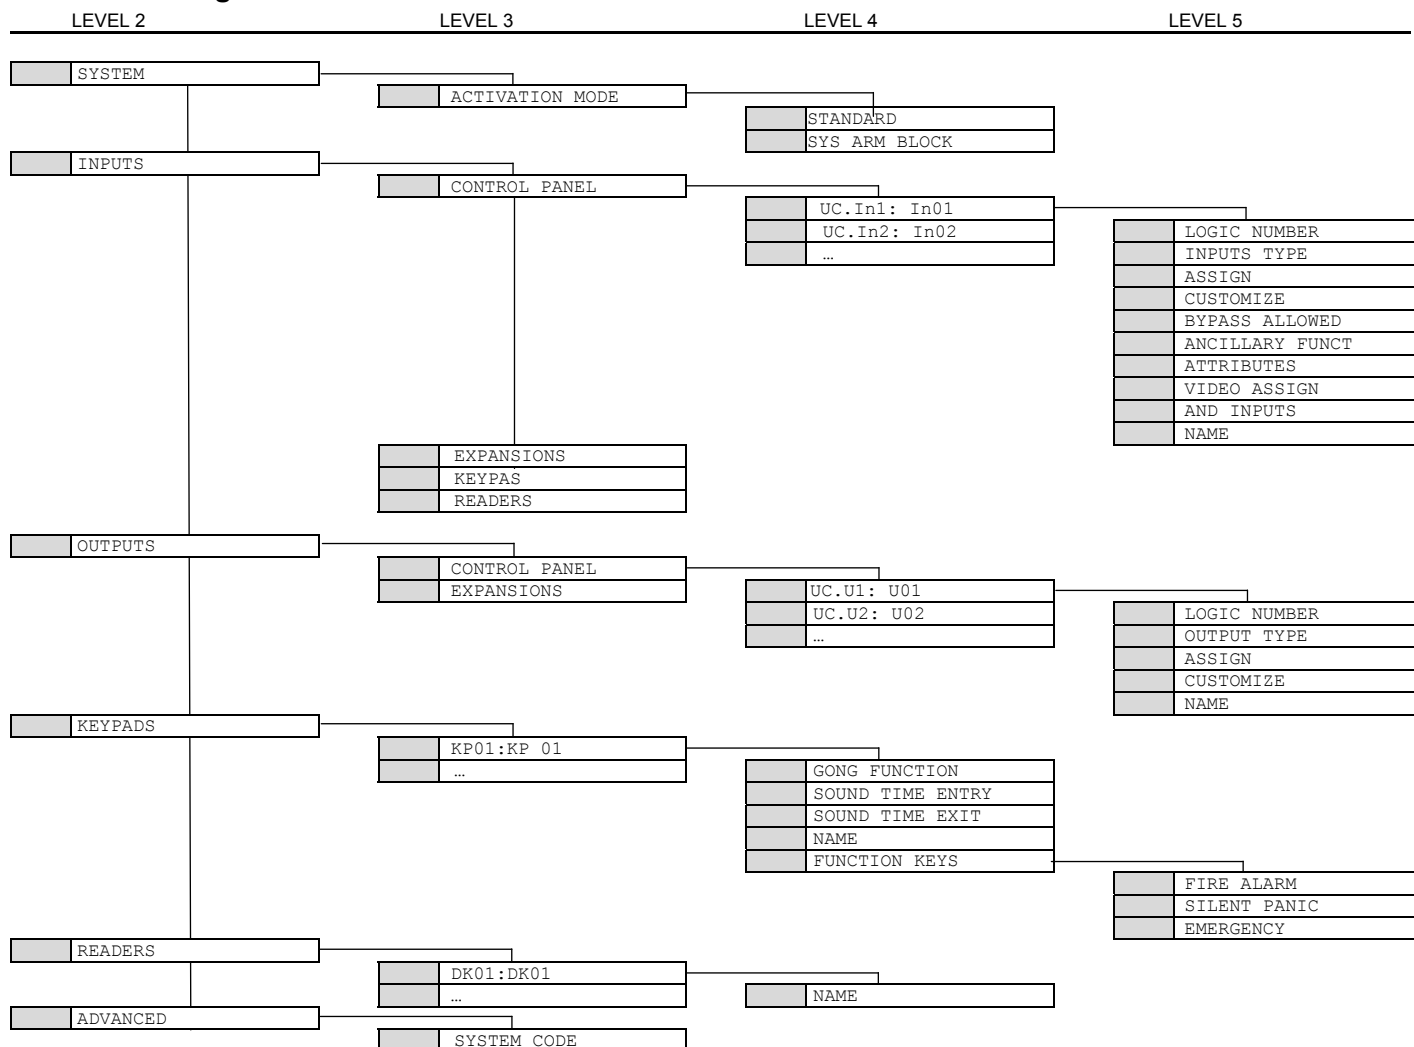 LEVEL 2 LEVEL 3 LEVEL 4 LEVEL 5
SYSTEM
ACTIVATION MODE
STANDARD
SYS ARM BLOCK
INPUTS
CONTROL PANEL
UC.In1: In01
UC.In2: In02
…
LOGIC NUMBER
INPUTS TYPE
ASSIGN
CUSTOMIZE
BYPASS ALLOWED
ANCILLARY FUNCT
ATTRIBUTES
VIDEO ASSIGN
AND INPUTS
NAME
EXPANSIONS
KEYPAS
READERS
OUTPUTS
CONTROL PANEL
EXPANSIONS
UC.U1: U01
UC.U2: U02
…
LOGIC NUMBER
OUTPUT TYPE
ASSIGN
CUSTOMIZE
NAME
KEYPADS
KP01:KP 01
…
GONG FUNCTION
SOUND TIME ENTRY
SOUND TIME EXIT
NAME
FUNCTION KEYS
FIRE ALARM
SILENT PANIC
EMERGENCY
READERS
DK01:DK01
…
NAME
ADVANCED
SYSTEM CODE